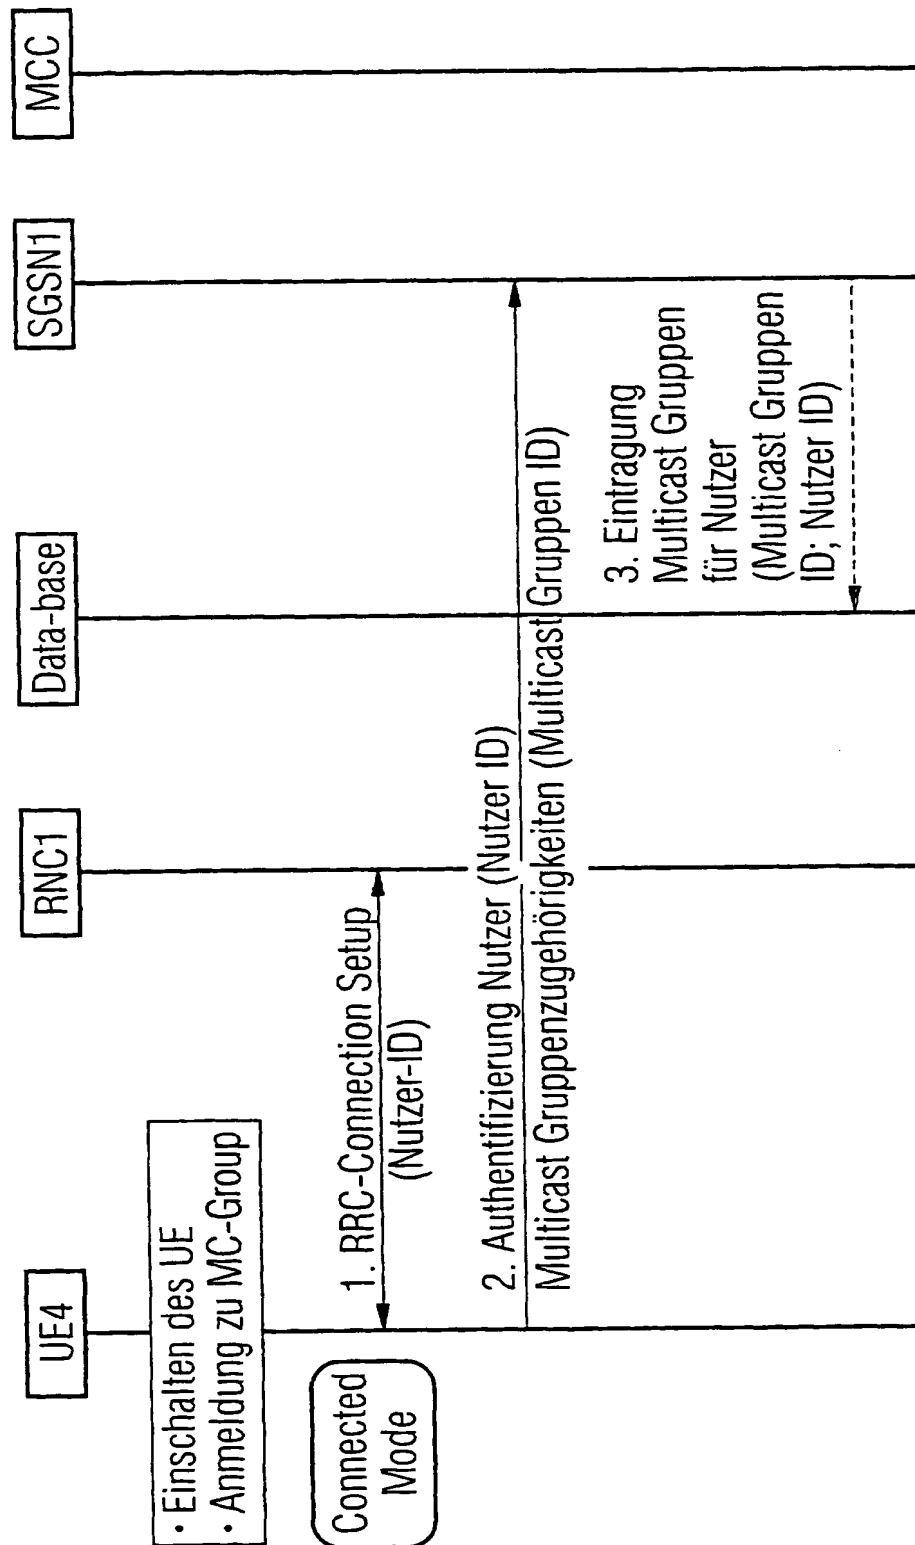 UE4
RNC1
Data-base
SGSN1
MCC
· Einschalten des UE
· Anmeldung zu MC-Group
Connected
Mode
1. RRC-Connection Setup
(Nutzer-ID)
2. Authentifizierung Nutzer (Nutzer ID)
Multicast Gruppenzugehörigkeiten (Multicast Gruppen ID)
3. Eintragung
Multicast Gruppen
für Nutzer
(Multicast Gruppen
ID; Nutzer ID)